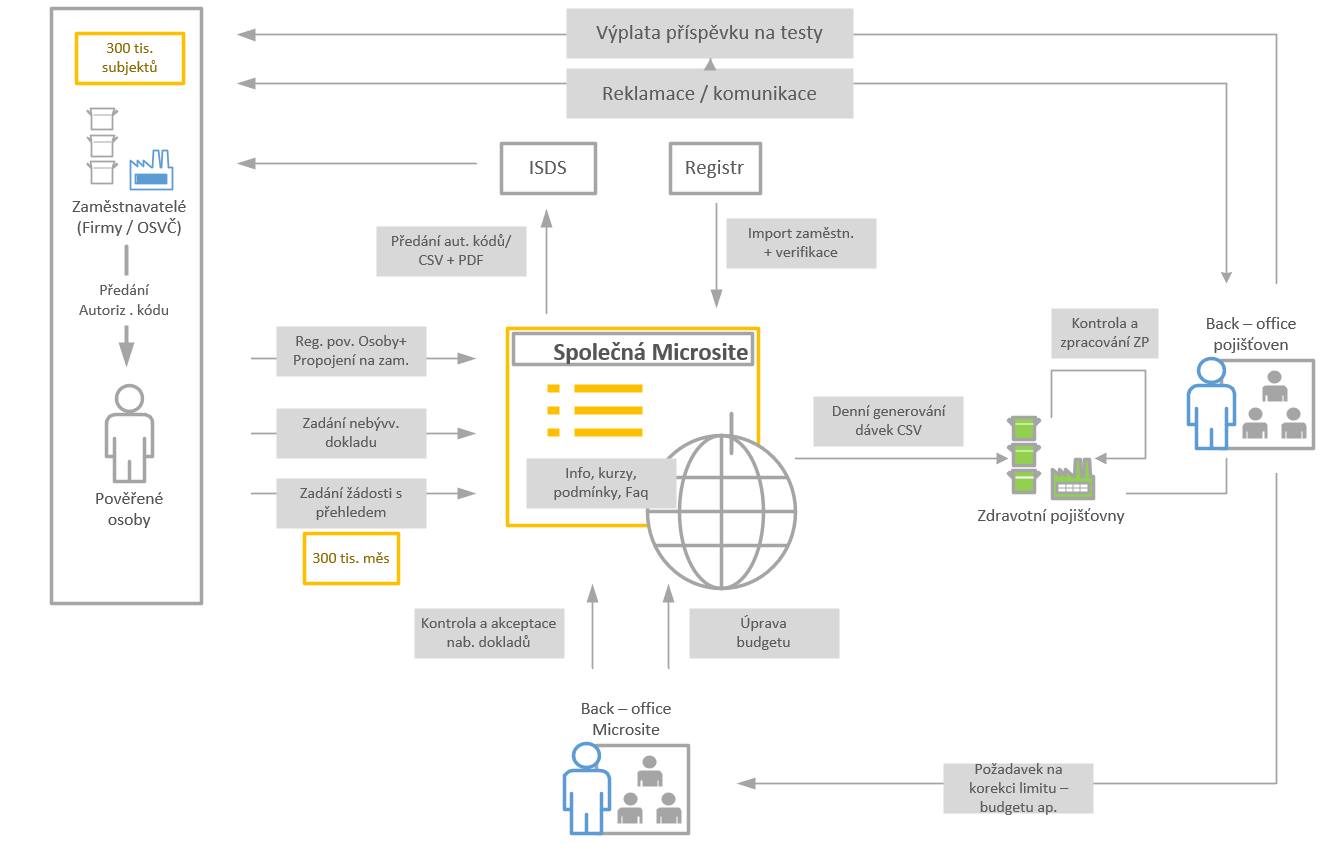 300 tis.
subjektů
Zaměstnavatelé
(Firmy / OSVČ)
Předání
Autoriz . kódu
Pověřené
osoby
Výplata příspěvku na testy
Reklamace / komunikace
ISDS
Registr
Předání aut. kódů/
CSV + PDF
Import zaměstn.
+ verifikace
Reg. pov. Osoby+
Propojení na zam.
Zadání nebývv.
dokladu
Zadání žádosti s
přehledem
300 tis. měs
Společná Microsite
Info, kurzy,
podmínky, Faq
Denní generování
dávek CSV
Kontrola a
zpracování ZP
Back – office
pojišťoven
Zdravotní pojišťovny
Kontrola a akceptace
nab. dokladů
Úprava
budgetu
Back – office
Microsite
Požadavek na
korekci limitu –
budgetu ap.